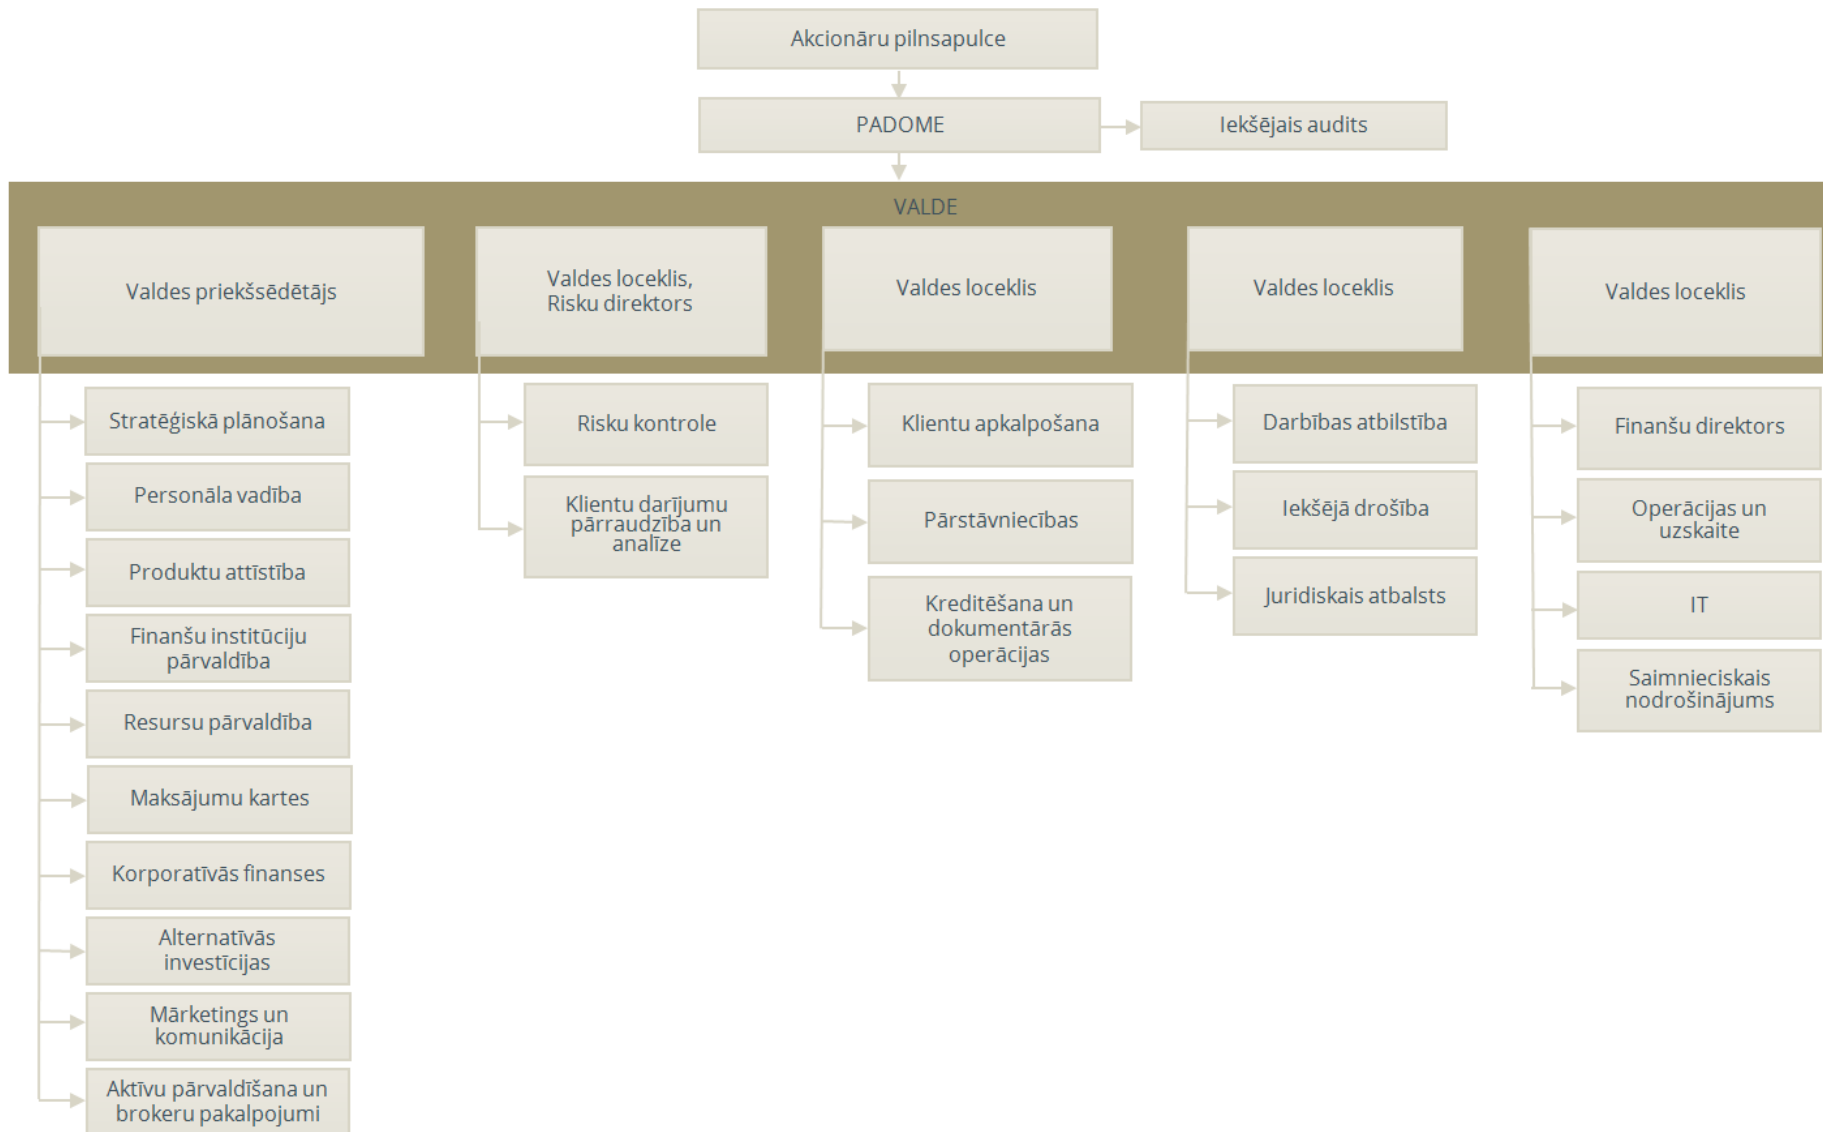 Akcionāru pilnsapulce
PADOME
Iekšējais audits
VALDE
Valdes priekšsēdētājs
Valdes loceklis,
Risku direktors
Valdes loceklis
Valdes loceklis
Valdes loceklis
Stratēģiskā plānošana
Personāla vadība
Produktu attīstība
Finanšu institūciju
pārvaldība
Resursu pārvaldība
Maksājumu kartes
Korporatīvās finanses
Alternatīvās
investīcijas
Mārketings un
komunikācija
Aktīvu pārvaldīšana un
brokeru pakalpojumi
Risku kontrole
Klientu darījumu
pārraudzība un
analīze
Klientu apkalpošana
Pārstāvniecības
Kreditēšana un
dokumentārās
operācijas
Darbības atbilstība
Iekšējā drošība
Juridiskais atbalsts
Finanšu direktors
Operācijas un
uzskaite
IT
Saimnieciskais
nodrošinājums